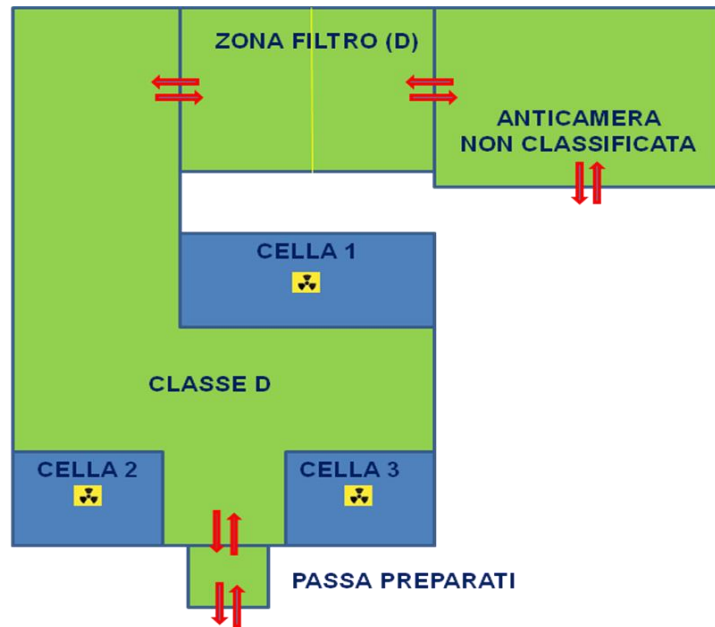 ZONA FILTRO (D)
ANTICAMERA
NON CLASSIFICATA
CELLA 1
CLASSE D
CELLA 2
CELLA 3
PASSA PREPARATI